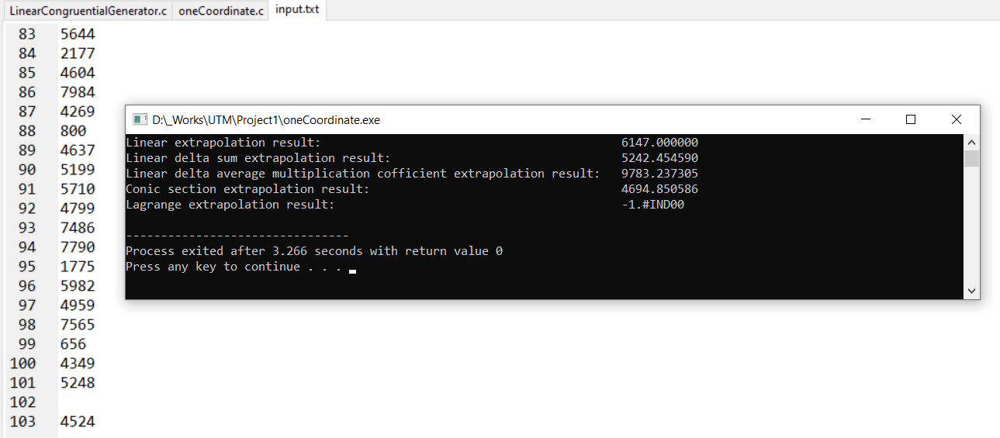 LinearCongruentialGenerator.c oneCoordinate.c input.txt
83 5644
84 2177
85 4604
86 7984
87 4269
88 800
89 4637
90 5199
91 5710
92 4799
93 7486
94 7790
95 1775
96 5982
97 4959
98 7565
99 656
100 4349
101 5248
102
103 4524
D:\_Works\UTM\Project1\oneCoordinate.exe
Linear extrapolation result: 6147.000000
Linear delta sum extrapolation result: 5242.454590
Linear delta average multiplication cofficient extrapolation result: 9783.237305
Conic section extrapolation result: 4694.850586
Lagrange extrapolation result: -1.#IND00
--------------------------------
Process exited after 3.266 seconds with return value 0
Press any key to continue . . .